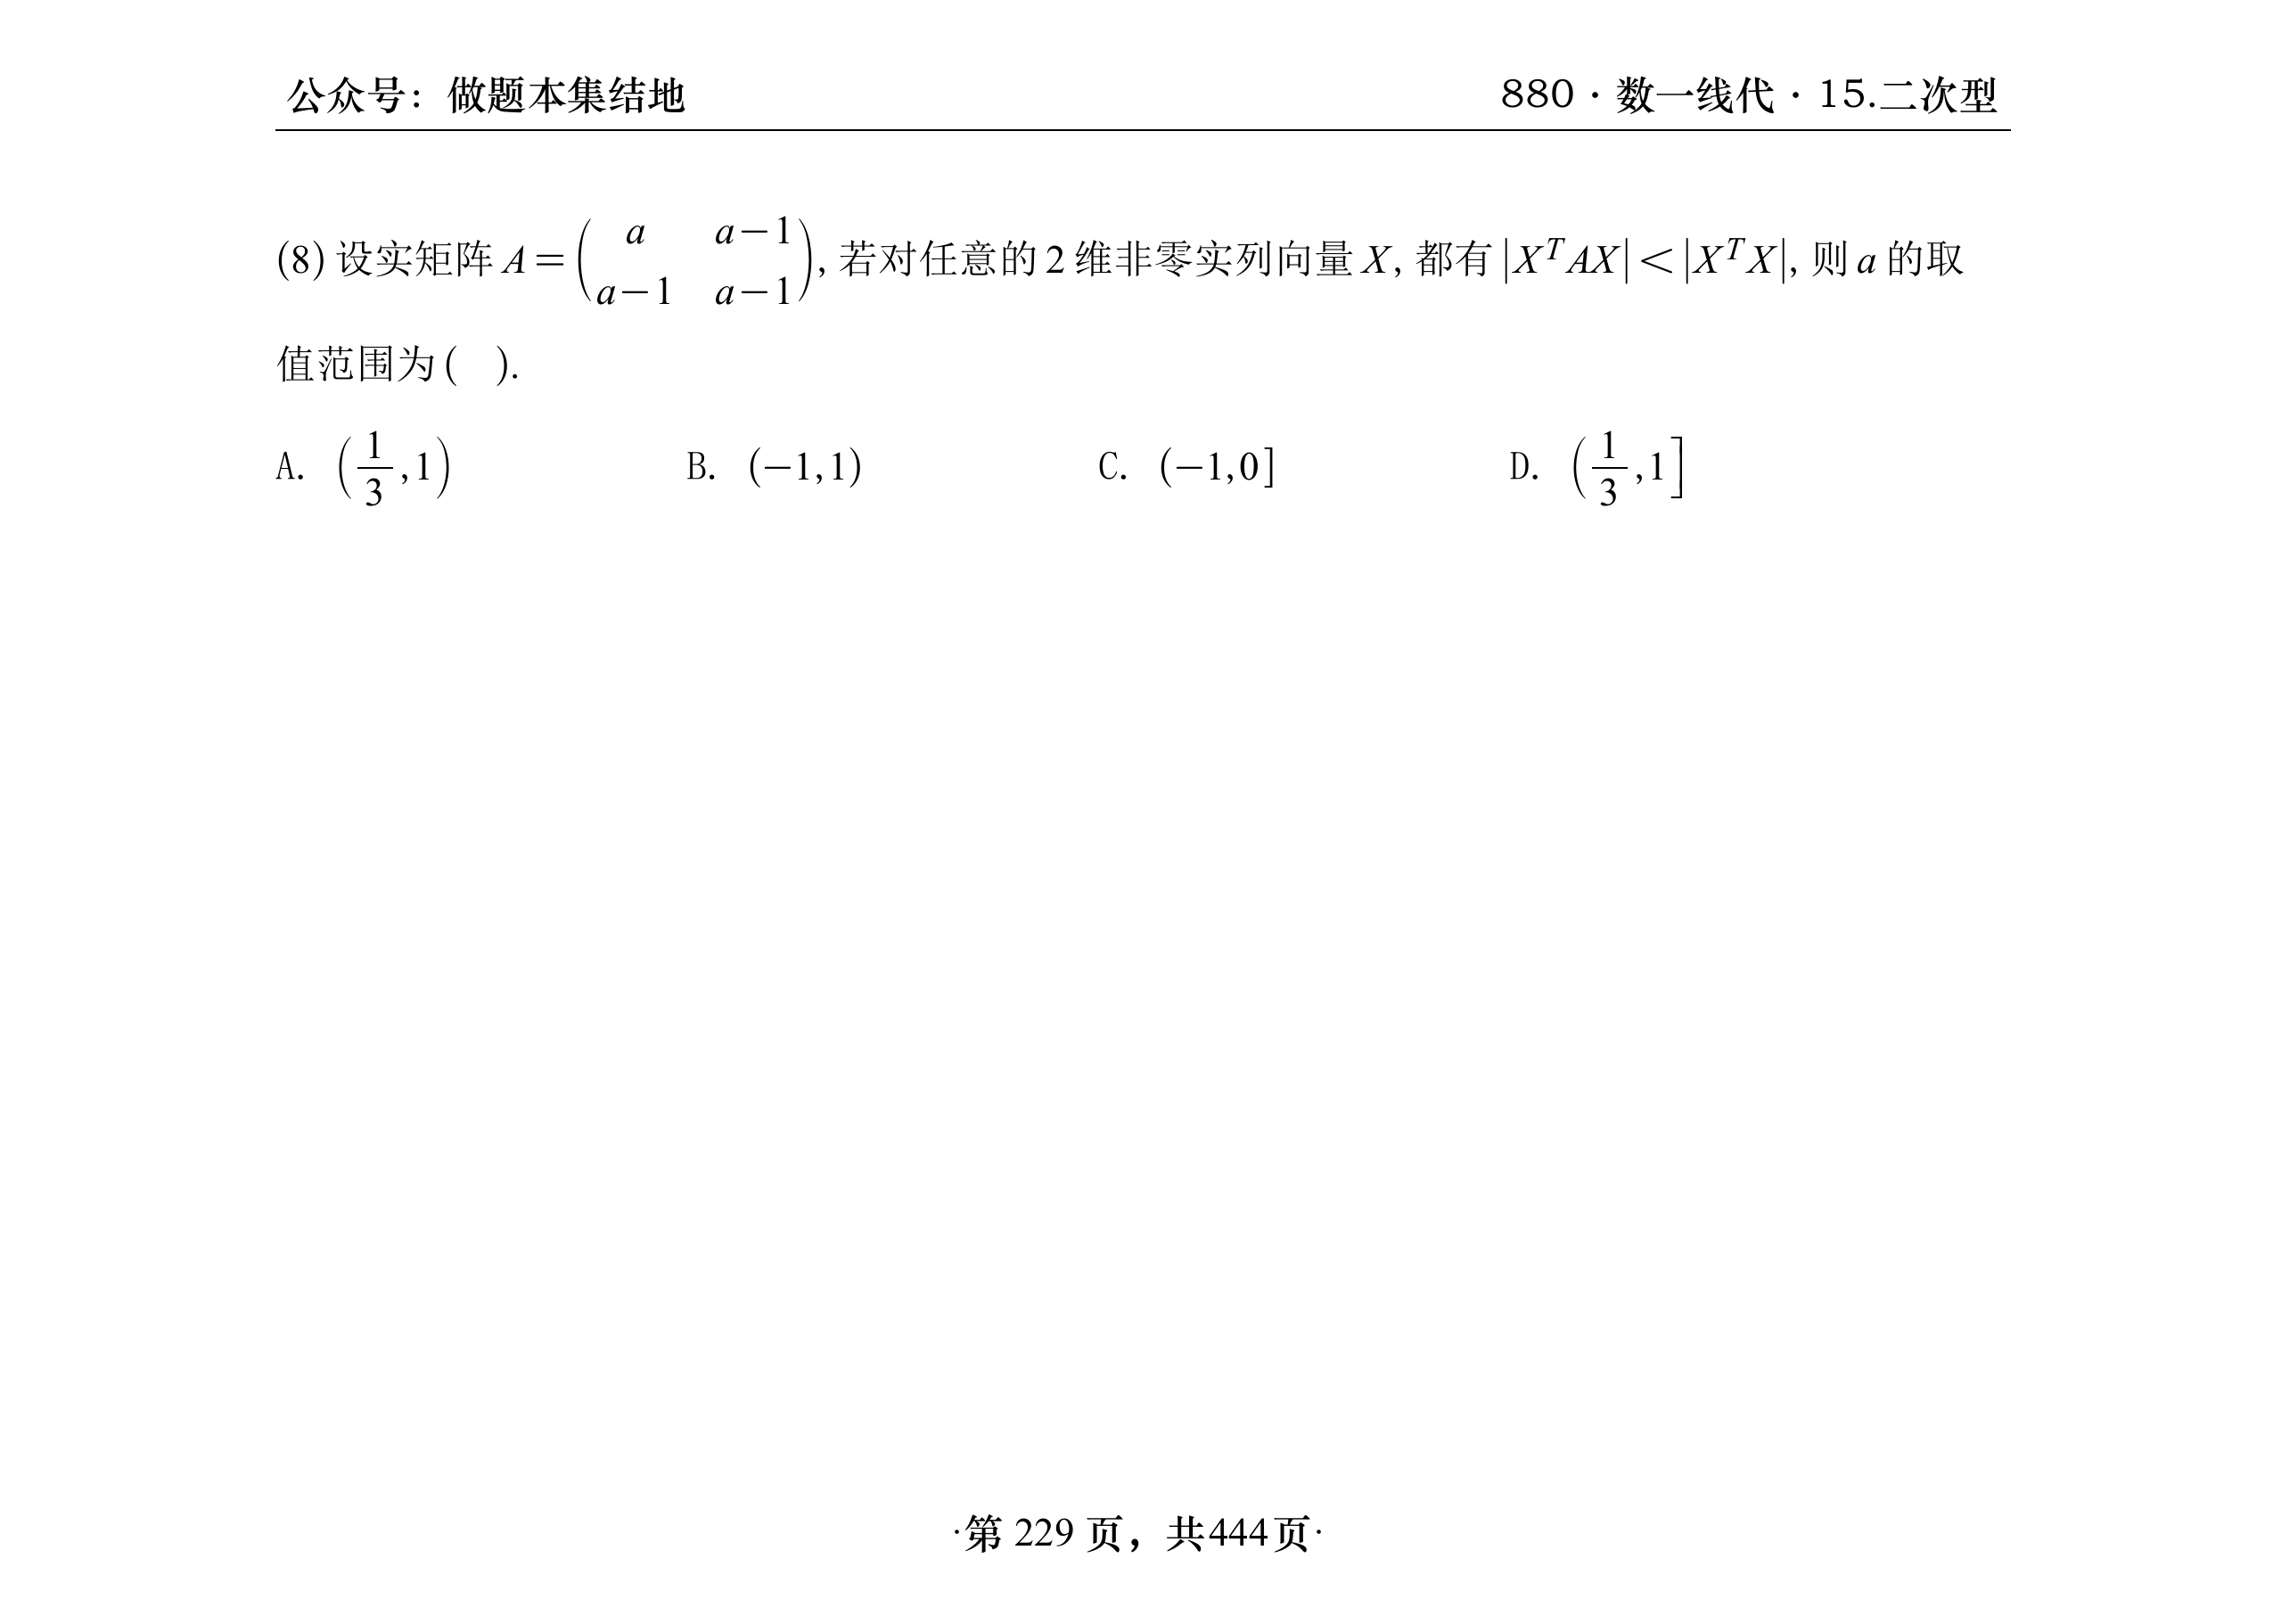 公众号：做题本集结地 880·数一线代·15.二次型
(8) 设实矩阵 $A=\begin{pmatrix} a & a-1 \\ a-1 & a-1 \end{pmatrix}$, 若对任意的 2 维非零实列向量 $X$, 都有 $|X^TAX|<|X^TX|$, 则 $a$ 的取
值范围为 (  ).
A. $\left(\frac{1}{3},1\right)$ B. $(-1,1)$ C. $(-1,0]$ D. $\left(\frac{1}{3},1\right]$
·第 229 页，共444页·